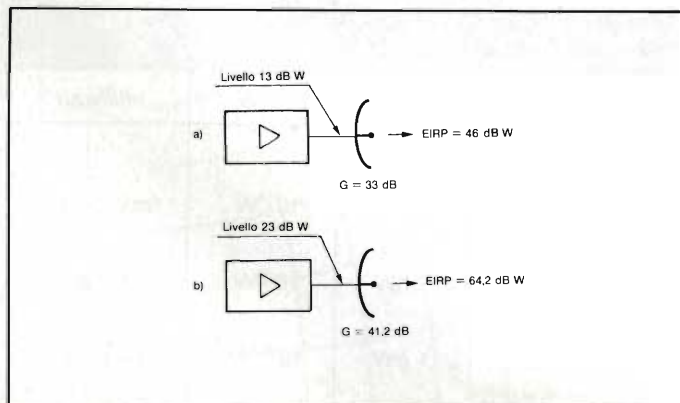 Livello 13 dB W
a)
EIRP = 46 dB W
G = 33 dB
Livello 23 dB W
b)
EIRP = 64,2 dB W
G = 41,2 dB